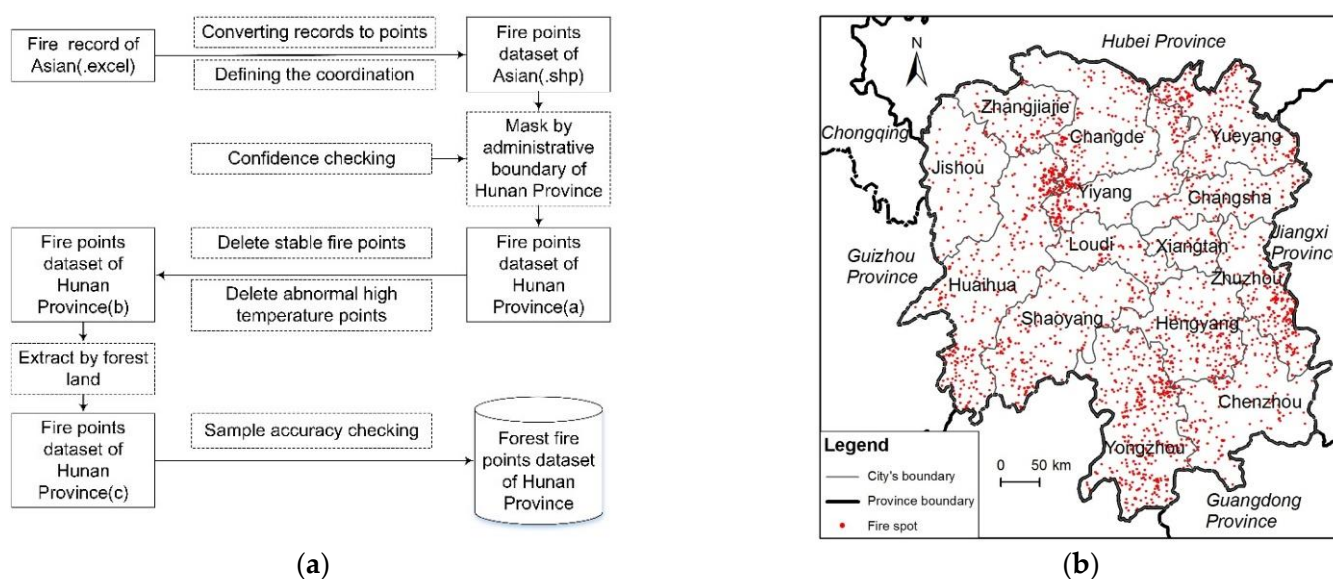 Fire record of
Asian(.excel)
Converting records to points
Defining the coordination
Fire points
dataset of
Asian(.shp)
Confidence checking
Mask by
administrative
boundary of
Hunan Province
Fire points
dataset of
Hunan
Province(b)
Delete stable fire points
Delete abnormal high
temperature points
Fire points
dataset of
Hunan
Province(a)
Extract by forest
land
Fire points
dataset of
Hunan
Province(c)
Sample accuracy checking
Forest fire
points dataset
of Hunan
Province
(a)
N
Hubei Province
Zhangjiajie
Changde
Yueyang
Chongqing
Jishou
Yiyang
Changsha
Loudi
Xiangtan
Jiangxi
Province
Guizhou
Province
Huaihua
Zhuzhou
Shaoyang
Hengyang
Chenzhou
Yongzhou
Guangdong
Province
Legend
City's boundary
Province boundary
Fire spot
0 50 km
(b)